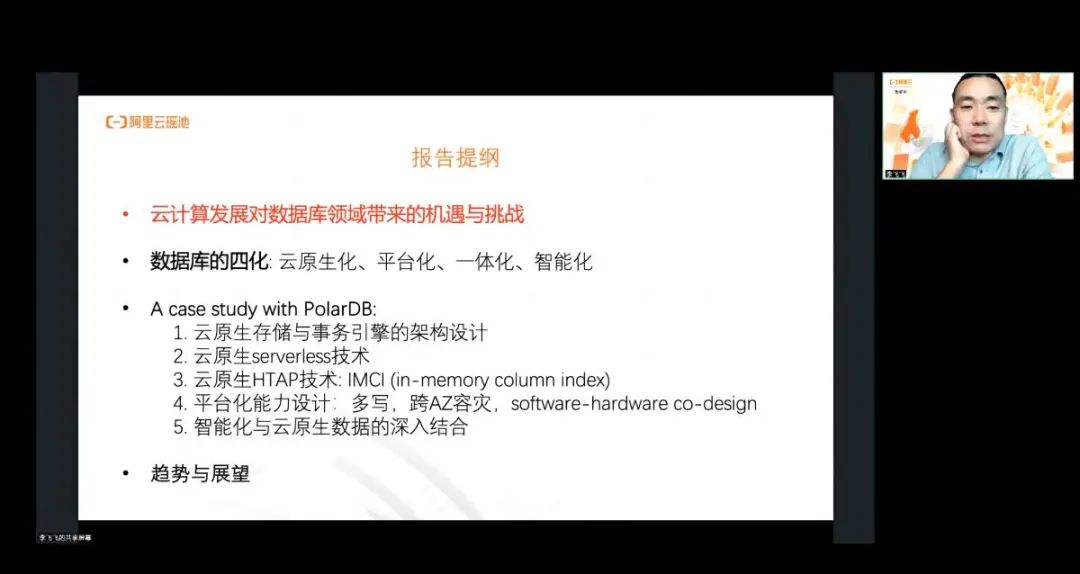 阿里云瑶池
报告提纲
• 云计算发展对数据库领域带来的机遇与挑战
• 数据库的四化: 云原生化、平台化、一体化、智能化
• A case study with PolarDB:
1. 云原生存储与事务引擎的架构设计
2. 云原生serverless技术
3. 云原生HTAP技术: IMCI (in-memory column index)
4. 平台化能力设计：多写，跨AZ容灾，software-hardware co-design
5. 智能化与云原生数据的深入结合
• 趋势与展望
李飞飞
李飞飞的共享屏幕